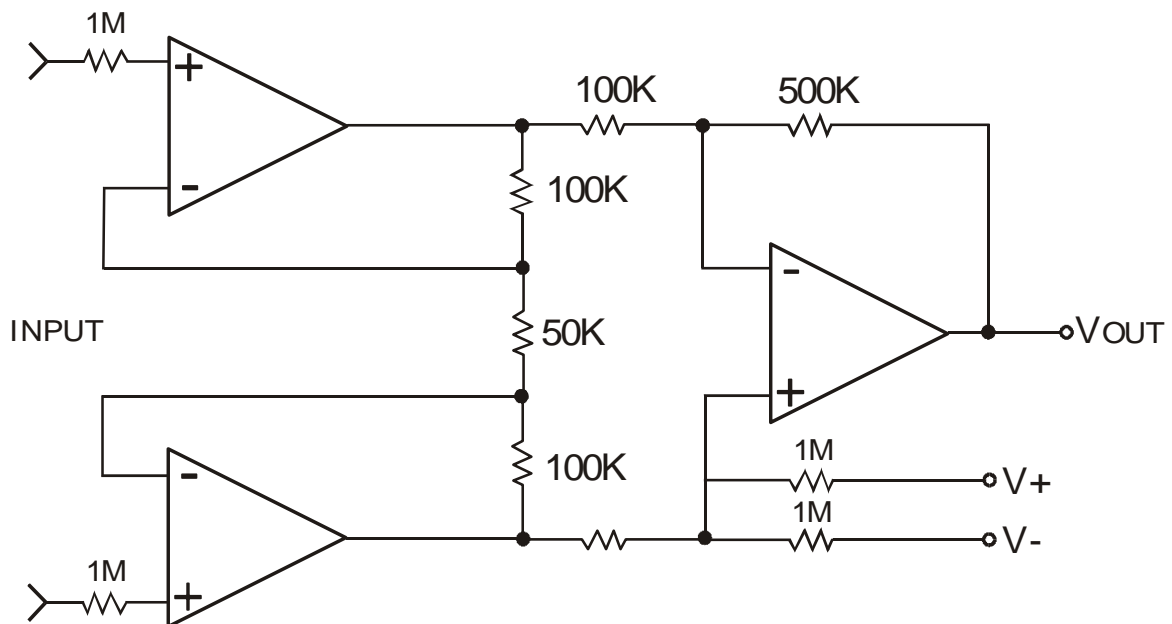 1M
+
-
100K
500K
100K
-
INPUT
50K
VOUT
+
-
100K
1M
V+
1M
V-
1M
+